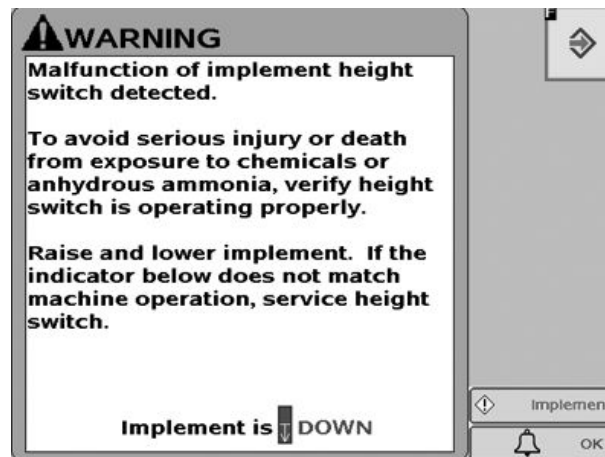 WARNING
Malfunction of implement height
switch detected.
To avoid serious injury or death
from exposure to chemicals or
anhydrous ammonia, verify height
switch is operating properly.
Raise and lower implement. If the
indicator below does not match
machine operation, service height
switch.
Implement is DOWN
F
Implemen
OK